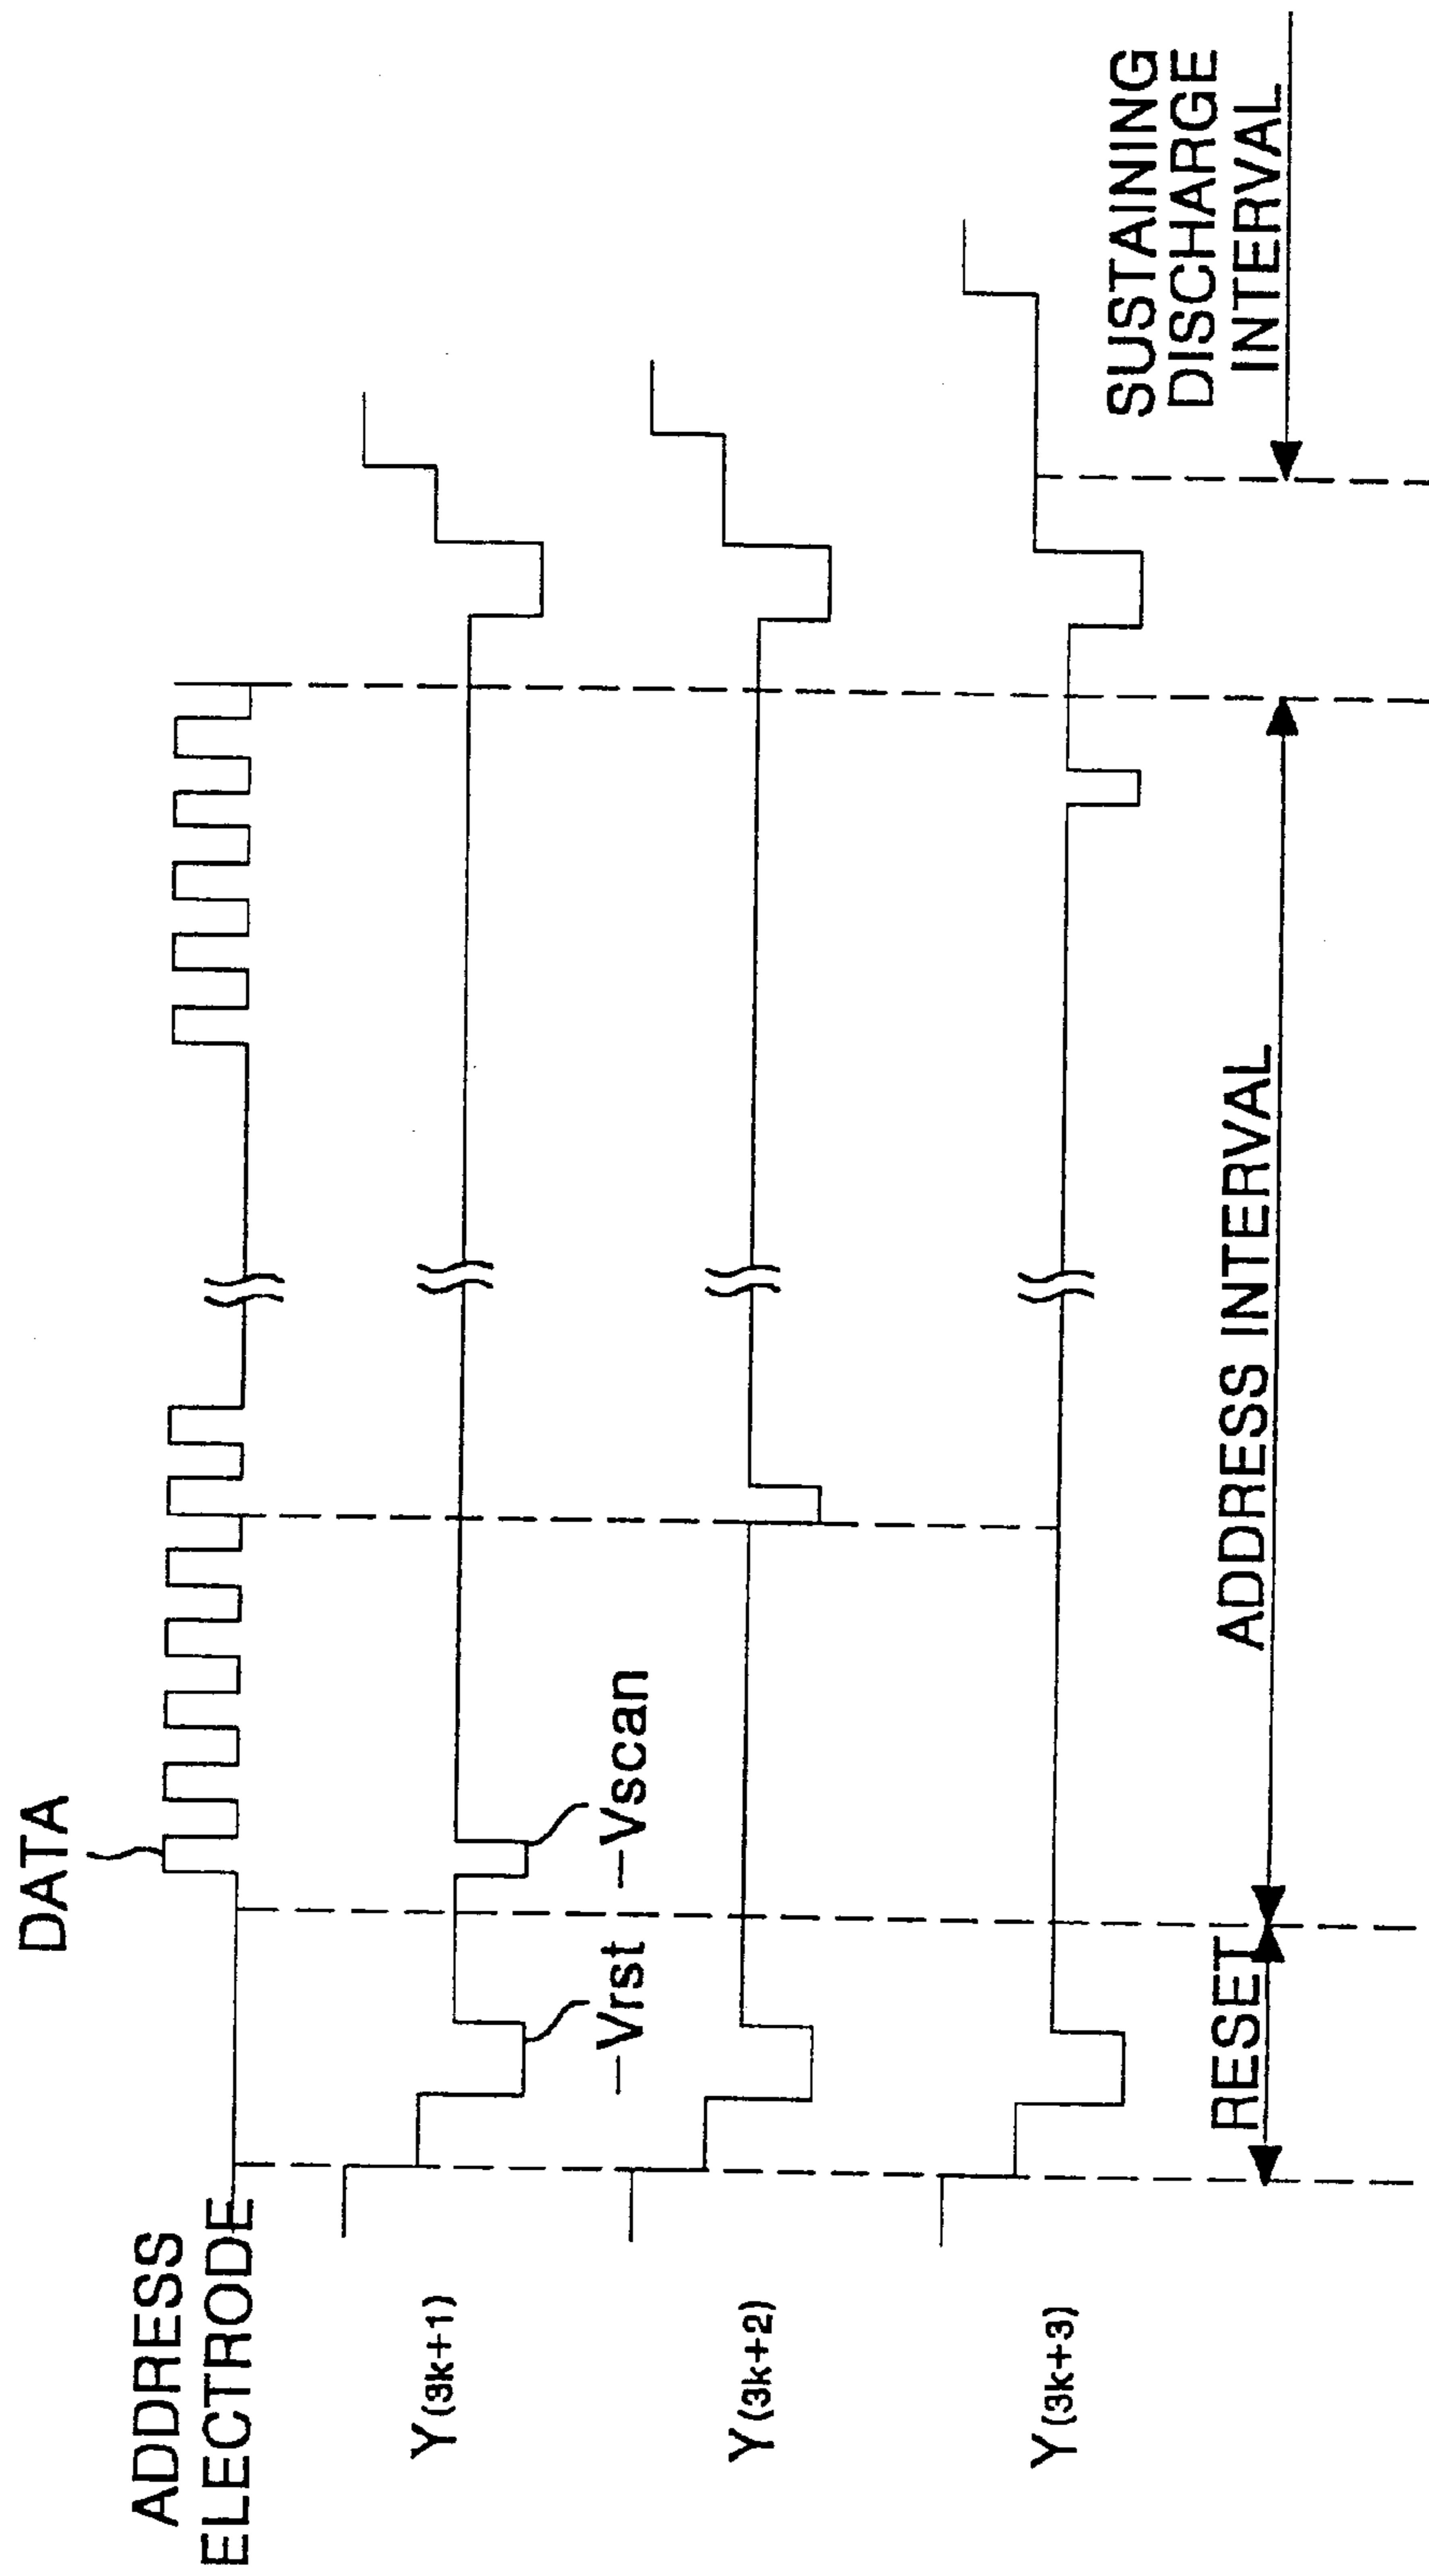 DATA
ADDRESS
ELECTRODE
Y(3k+1)
-Vrst
-Vscan
Y(3k+2)
Y(3k+3)
RESET
ADDRESS INTERVAL
SUSTAINING
DISCHARGE
INTERVAL